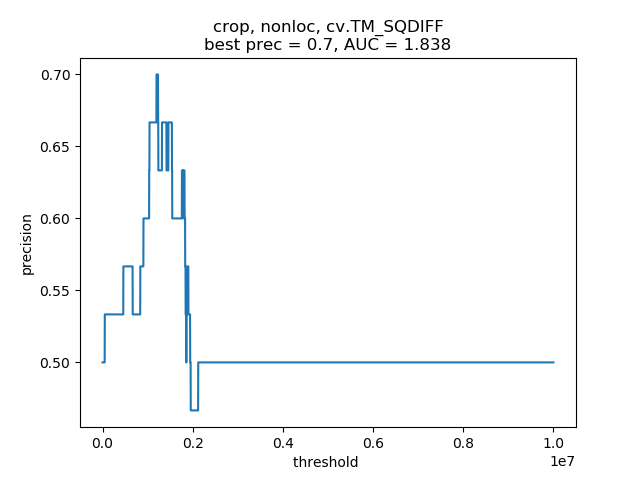 crop, nonloc, cv.TM_SQDIFF
best prec = 0.7, AUC = 1.838
0.70
0.65
0.60
0.55
0.50
precision
0.0 0.2 0.4 0.6 0.8 1.0
1e7
threshold